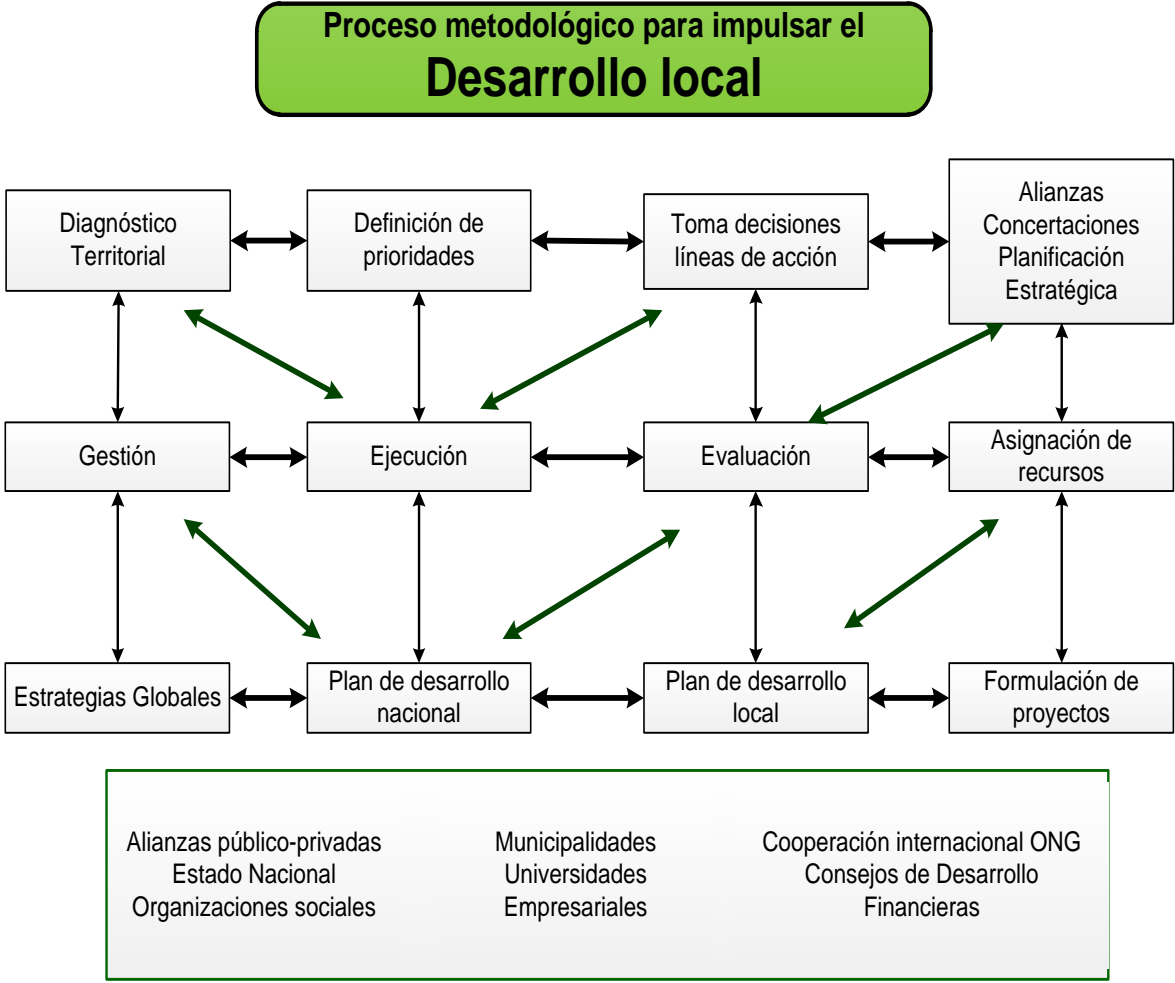 Proceso metodológico para impulsar el
Desarrollo local
Diagnóstico
Territorial
Definición de
prioridades
Toma decisiones
líneas de acción
Alianzas
Concertaciones
Planificación
Estratégica
Gestión
Ejecución
Evaluación
Asignación de
recursos
Estrategias Globales
Plan de desarrollo
nacional
Plan de desarrollo
local
Formulación de
proyectos
Alianzas público-privadas
Estado Nacional
Organizaciones sociales
Municipalidades
Universidades
Empresariales
Cooperación internacional ONG
Consejos de Desarrollo
Financieras